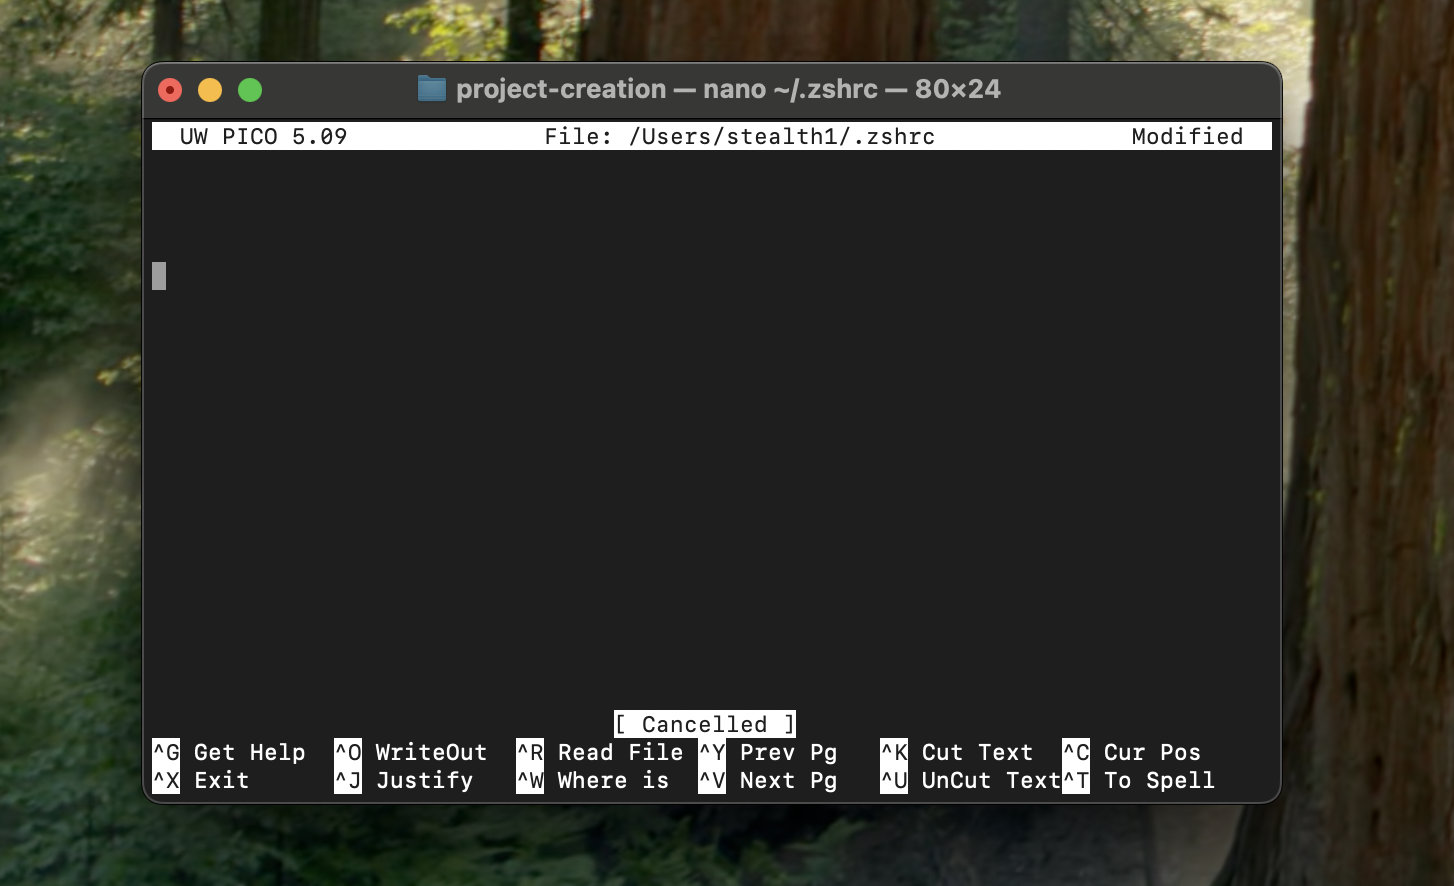 project-creation — nano ~/.zshrc — 80×24
UW PICO 5.09 File: /Users/stealth1/.zshrc Modified
[ Cancelled ]
^G Get Help ^O WriteOut ^R Read File ^Y Prev Pg ^K Cut Text ^C Cur Pos
^X Exit ^J Justify ^W Where is ^V Next Pg ^U UnCut Text^T To Spell